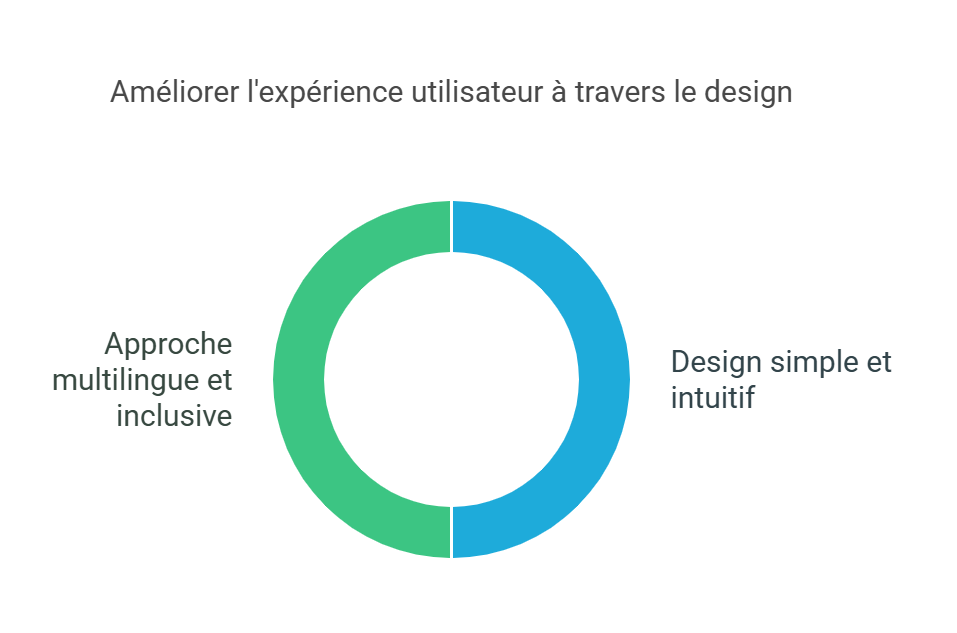 Améliorer l'expérience utilisateur à travers le design
Approche
multilingue et
inclusive
Design simple et
intuitif